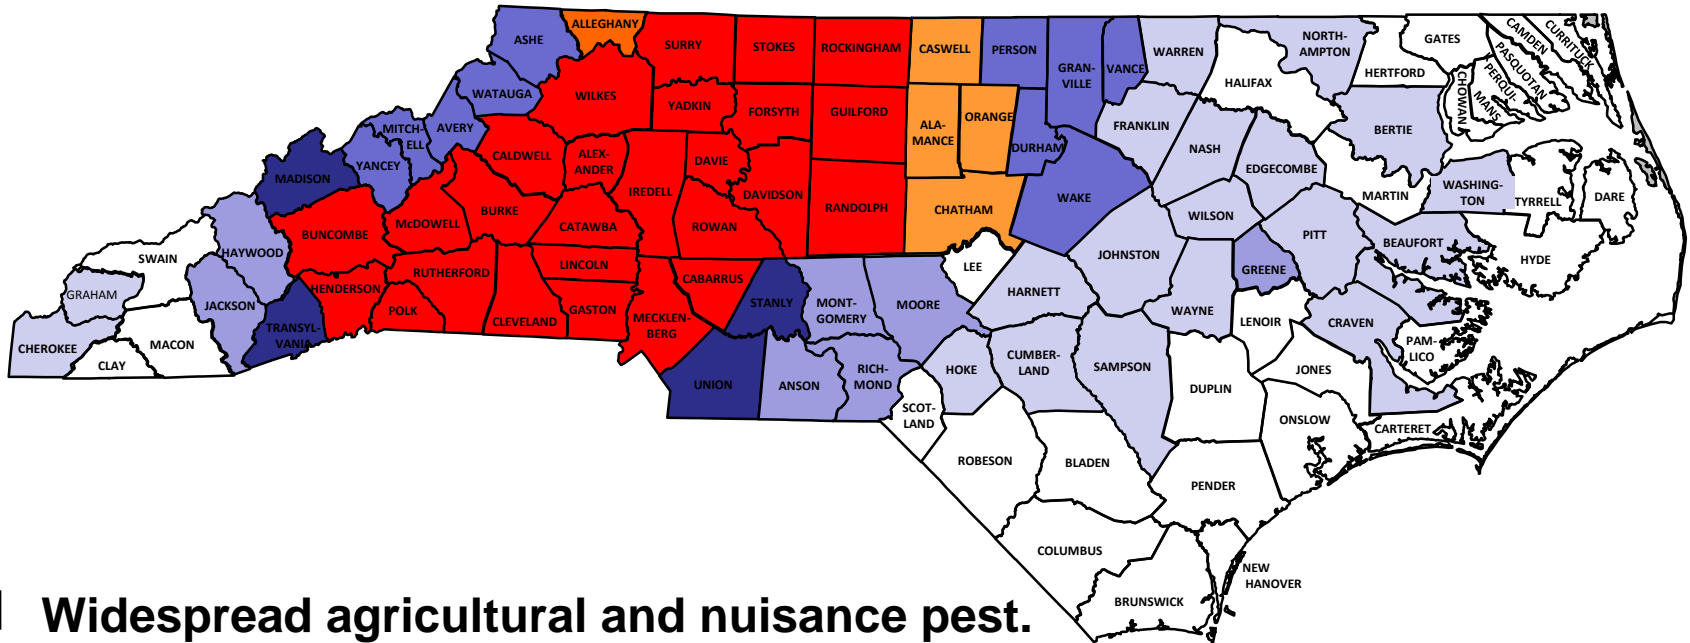 ALLEGHANY
ASHE
SURRY
STOKES
ROCKINGHAM
CASWELL
PERSON
GRAN-
VILLE
VANCE
WARREN
NORTH-
AMPTON
GATES
CAMDEN
CURRITUCK
PASQUOTAN
PERQUI-
MANS
CHOWAN
HERTFORD
HALIFAX
WATAUGA
WILKES
YADKIN
FORSYTH
GUILFORD
ALA-
MANCE
ORANGE
DURHAM
FRANKLIN
NASH
EDGECOMBE
BERTIE
MITCH-
ELL
AVERY
YANCEY
MADISON
CALDWELL
ALEX-
ANDER
DAVIE
IREDELL
DAVIDSON
RANDOLPH
CHATHAM
WAKE
WILSON
MARTIN
WASHING-
TON
TYRRELL
DARE
BUNCOMBE
McDOWELL
BURKE
CATAWBA
ROWAN
PITT
BEAUFORT
HYDE
SWAIN
HAYWOOD
RUTHERFORD
LINCOLN
CABARRUS
LEE
JOHNSTON
GREENE
GRAHAM
JACKSON
HENDERSON
POLK
CLEVELAND
GASTON
MECKLEN-
BERG
STANLY
MONT-
GOMERY
MOORE
HARNETT
WAYNE
LENOIR
CRAVEN
PAM-
LICO
CHEROKEE
CLAY
MACON
TRANSYL-
VANIA
UNION
ANSON
RICH-
MOND
HOKE
CUMBER-
LAND
SAMPSON
DUPLIN
JONES
SCOT-
LAND
ONSLOW
CARTERET
ROBESON
BLADEN
PENDER
COLUMBUS
NEW
HANOVER
BRUNSWICK
Widespread agricultural and nuisance pest.